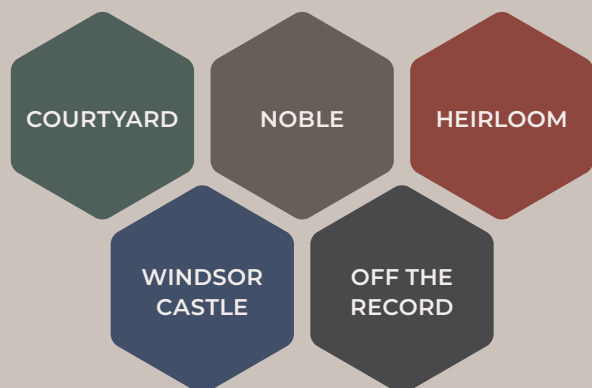 COURTYARD
NOBLE
HEIRLOOM
WINDSOR
CASTLE
OFF THE
RECORD